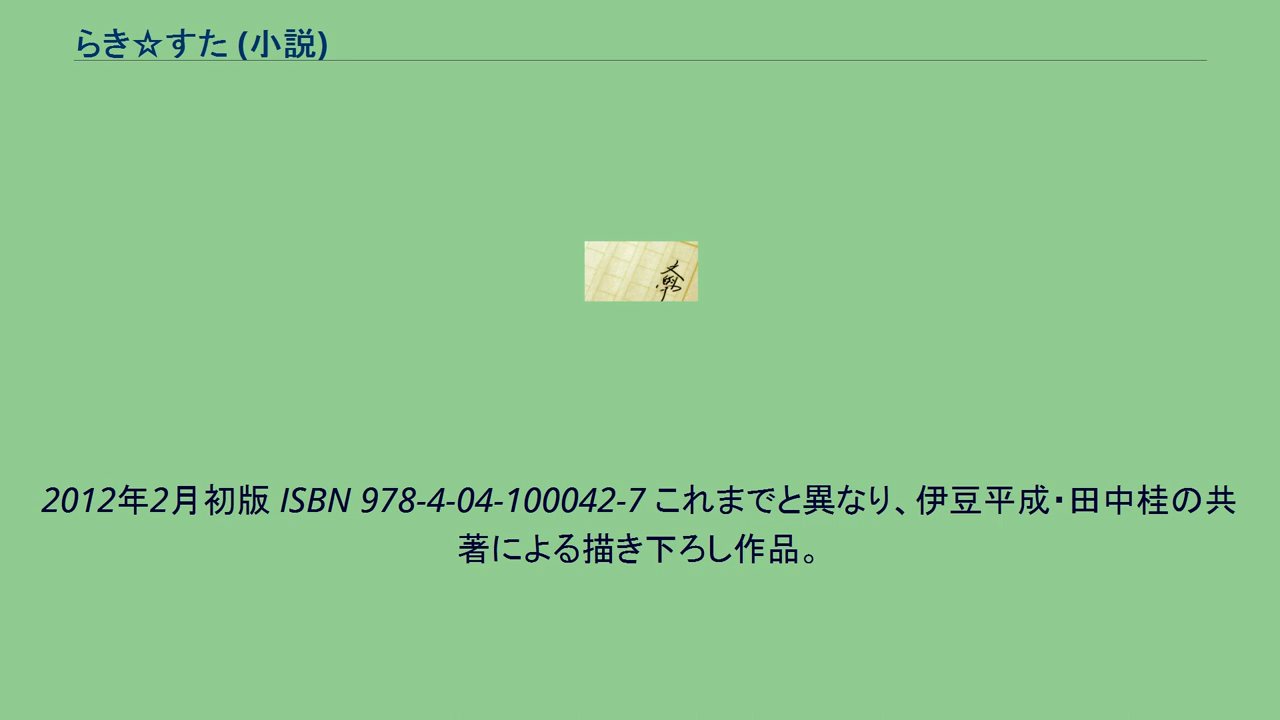 らき☆すた (小説)
2012年2月初版 ISBN 978-4-04-100042-7 これまでと異なり、伊豆平成・田中桂の共
著による描き下ろし作品。